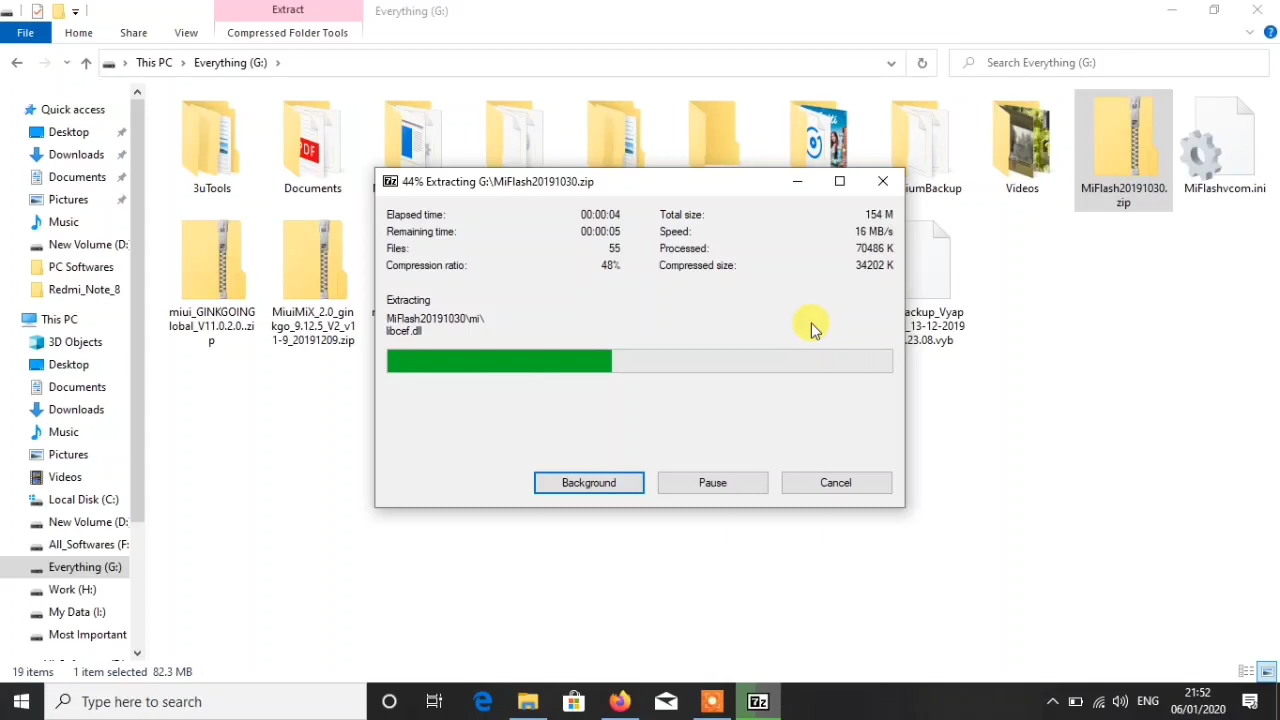 Extract
Everything (G:)
File
Home
Share
View
Compressed Folder Tools
This PC
Everything (G:)
Search Everything (G:)
Quick access
Desktop
Downloads
Documents
Pictures
Music
New Volume (D:
PC Softwares
Redmi_Note_8
This PC
3D Objects
Desktop
Documents
Downloads
Music
Pictures
Videos
Local Disk (C:)
New Volume (D:
All_Softwares (F:
Everything (G:)
Work (H:)
My Data (I:)
Most Important
3uTools
Documents
PDF
iumBackup
Videos
MiFlash20191030.
zip
MiFlashvcom.ini
miui_GINKGOING
lobal_V11.0.2.0..zi
p
MiuiMiX_2.0_gin
kgo_9.12.5_V2_v1
1-9_20191209.zip
ackup_Vyap
_13-12-2019
.23.08.vyb
7z
44% Extracting G:\MiFlash20191030.zip
Elapsed time: 00:00:04
Total size: 154 M
Remaining time: 00:00:05
Speed: 16 MB/s
Files: 55
Processed: 70486 K
Compression ratio: 48%
Compressed size: 34202 K
Extracting
MiFlash20191030\mi\
libcef.dll
Background
Pause
Cancel
19 items
1 item selected 82.3 MB
Type here to search
7z
ENG
21:52
06/01/2020